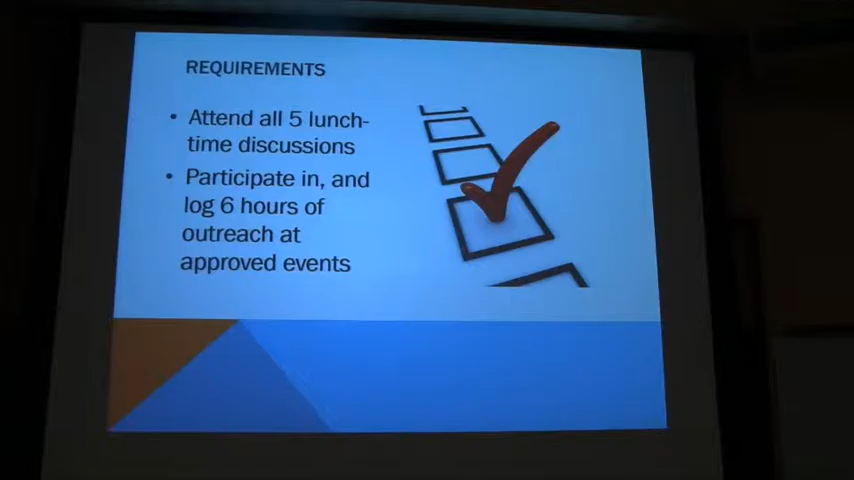 REQUIREMENTS
• Attend all 5 lunch-
time discussions
• Participate in, and
log 6 hours of
outreach at
approved events